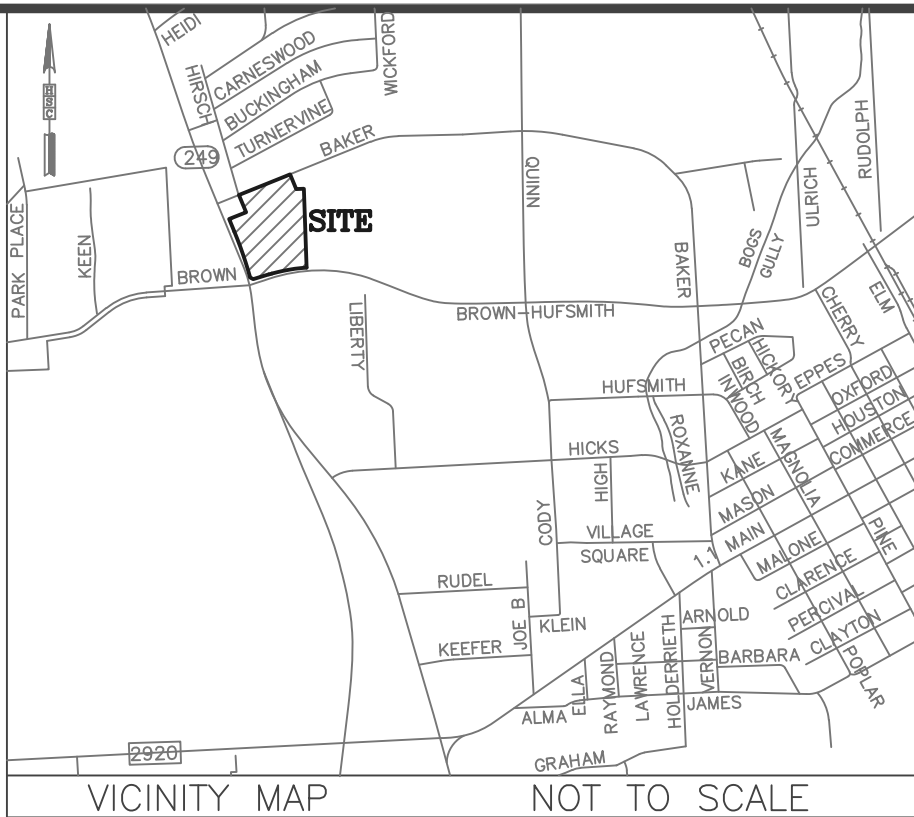 HEIDI
CARNESWOOD
WICKFORD
HIRSCH
BUCKINGHAM
TURNERVINE
BAKER
249
QUINN
RUDOLPH
ULRICH
PARK PLACE
KEEN
SITE
BROWN
BAKER
BOGS
GULLY
LIBERTY
BROWN-HUFSMITH
CHERRY
ELM
PECAN
HICKORY
BIRCH
INWOOD
EPPES
HUFSMITH
OXFORD
HOUSTON
COMMERCE
ROXANNE
HICKS
HIGH
KANE
MAGNOLIA
MASON
CODY
VILLAGE
SQUARE
1.1
MAIN
MALONE
PINE
CLARENCE
PERCIVAL
CLAYTON
POPLAR
RUDEL
JOE B
KLEIN
KEEFER
ARNOLD
VERNON
BARBARA
HOLDERRIETH
LAWRENCE
RAYMOND
ELLA
ALMA
JAMES
GRAHAM
2920
VICINITY MAP NOT TO SCALE